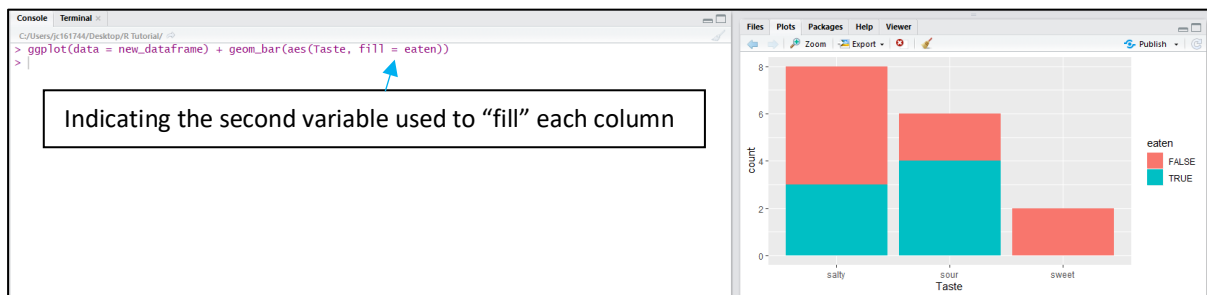 Console Terminal ×
C:/Users/jc161744/Desktop/R Tutorial/
> ggplot(data = new_dataframe) + geom_bar(aes(Taste, fill = eaten))
>
Indicating the second variable used to “fill” each column
Files Plots Packages Help Viewer
Zoom Export Publish
8
6
4
2
0
count
salty sour sweet
Taste
eaten
FALSE
TRUE